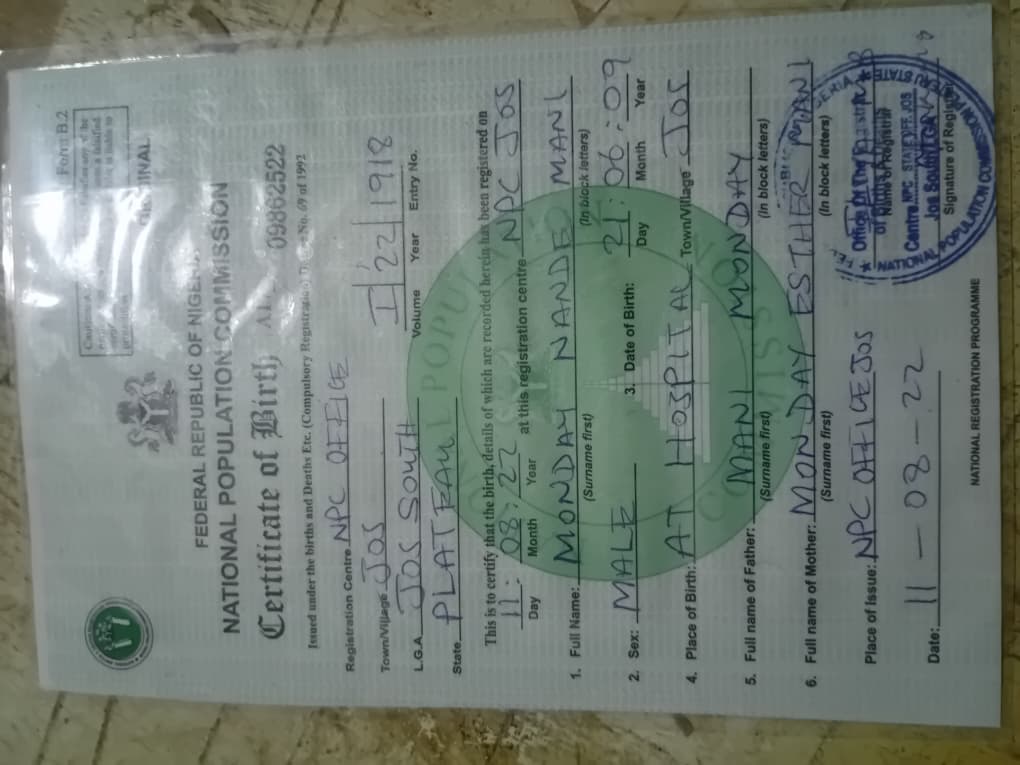 Form B.2
ORIGINAL
FEDERAL REPUBLIC OF NIGERIA
NATIONAL POPULATION COMMISSION
Certificate of Birth
09862522
Issued under the births and Deaths Etc. (Compulsory Registration) No. 69 of 1992
Registration Centre NPC OFFICE
Town/Village JOS
I/22/1918
L.G.A. JOS SOUTH
Volume Year Entry No.
State PLATEAU
This is to certify that the birth, details of which are recorded herein has been registered on
11:08:22 at this registration centre NPC JOS
Day Month Year
1. Full Name: MONDAY NANDE MANI
(Surname first) (In block letters)
2. Sex: MALE 3. Date of Birth: 21:06:09
Day Month Year
4. Place of Birth: AT HOSPITAL Town/Village JOS
5. Full name of Father: MANI MONDAY
(Surname first) (In block letters)
6. Full name of Mother: MONDAY ESTHER MANI
(Surname first) (In block letters)
Place of Issue: NPC OFFICE JOS
Name of Registrar
Date: 11-08-22
Signature of Registrar
Centre NPC STATE OFF. JOS
Jos South LGA
NATIONAL POPULATION COMMISSION
NATIONAL REGISTRATION PROGRAMME